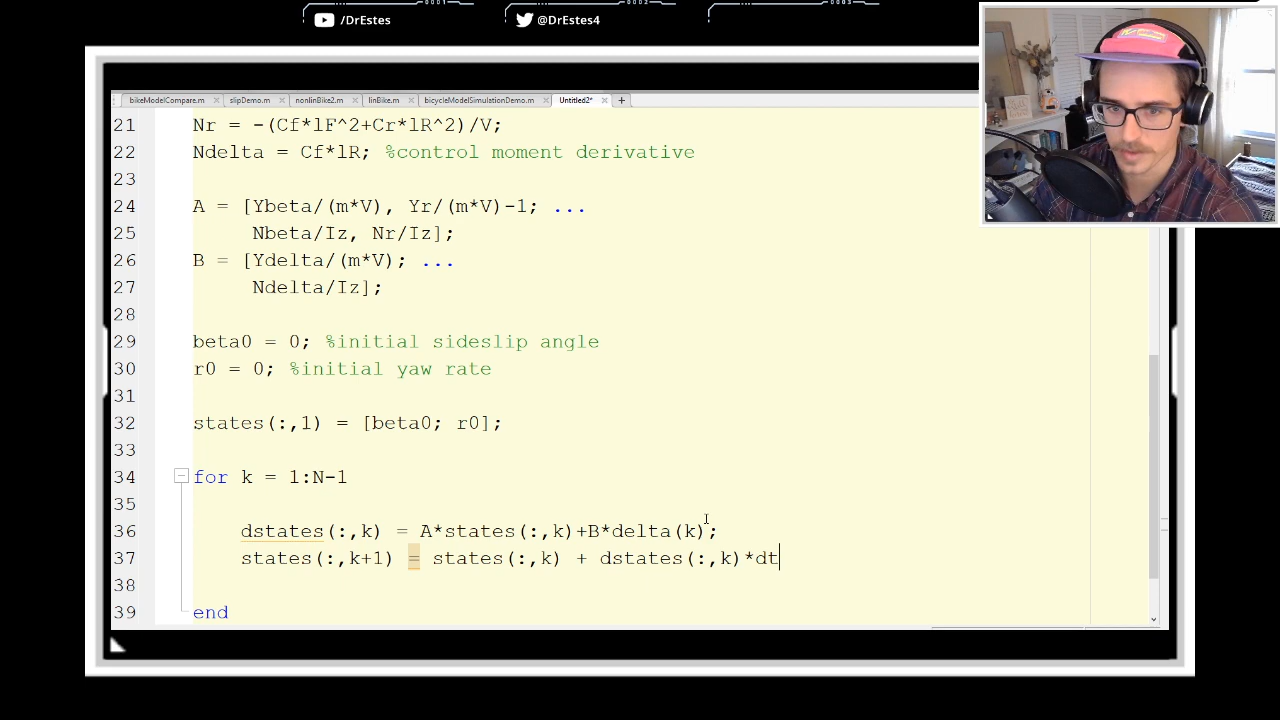 0001
0002
0003
/DrEstes
@DrEstes4
bikeModelCompare.m × slipDemo.m × nonlinBike2.m × linBike.m × bicycleModelSimulationDemo.m × Untitled2* × +
21 Nr = -(Cf*lF^2+Cr*lR^2)/V;
22 Ndelta = Cf*lR; %control moment derivative
23
24 A = [Ybeta/(m*V), Yr/(m*V)-1; ...
25 Nbeta/Iz, Nr/Iz];
26 B = [Ydelta/(m*V); ...
27 Ndelta/Iz];
28
29 beta0 = 0; %initial sideslip angle
30 r0 = 0; %initial yaw rate
31
32 states(:,1) = [beta0; r0];
33
34 for k = 1:N-1
35
36 dstates(:,k) = A*states(:,k)+B*delta(k);
37 states(:,k+1) = states(:,k) + dstates(:,k)*dt
38
39 end